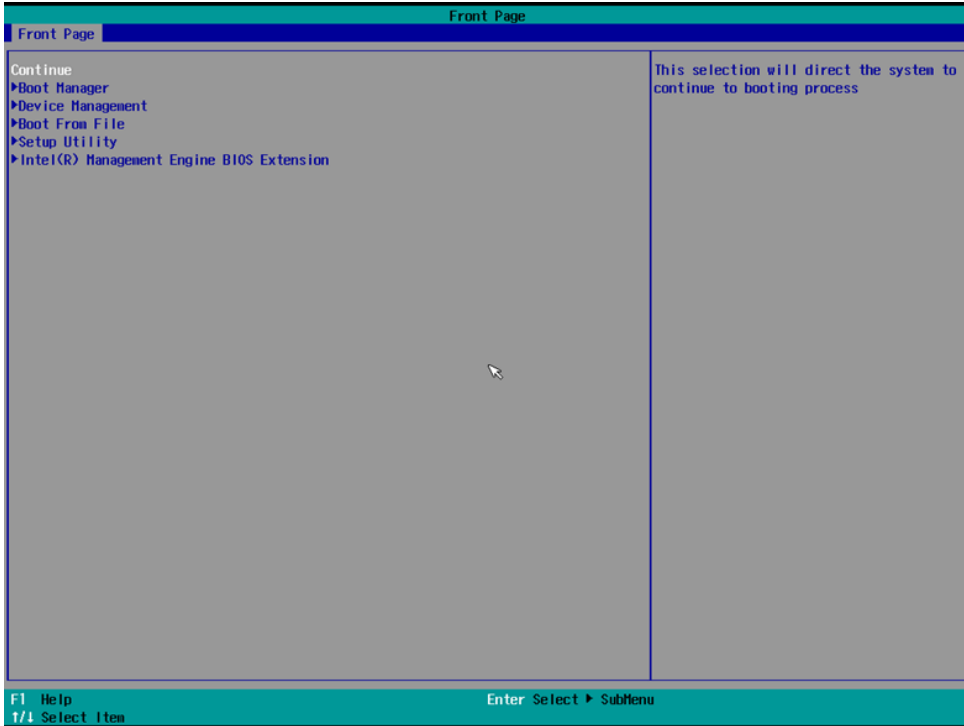 Front Page
Front Page
Continue
▶Boot Manager
▶Device Management
▶Boot From File
▶Setup Utility
▶Intel(R) Management Engine BIOS Extension
This selection will direct the system to
continue to booting process
F1 Help
↑/↓ Select Item
Enter Select ▶ SubMenu